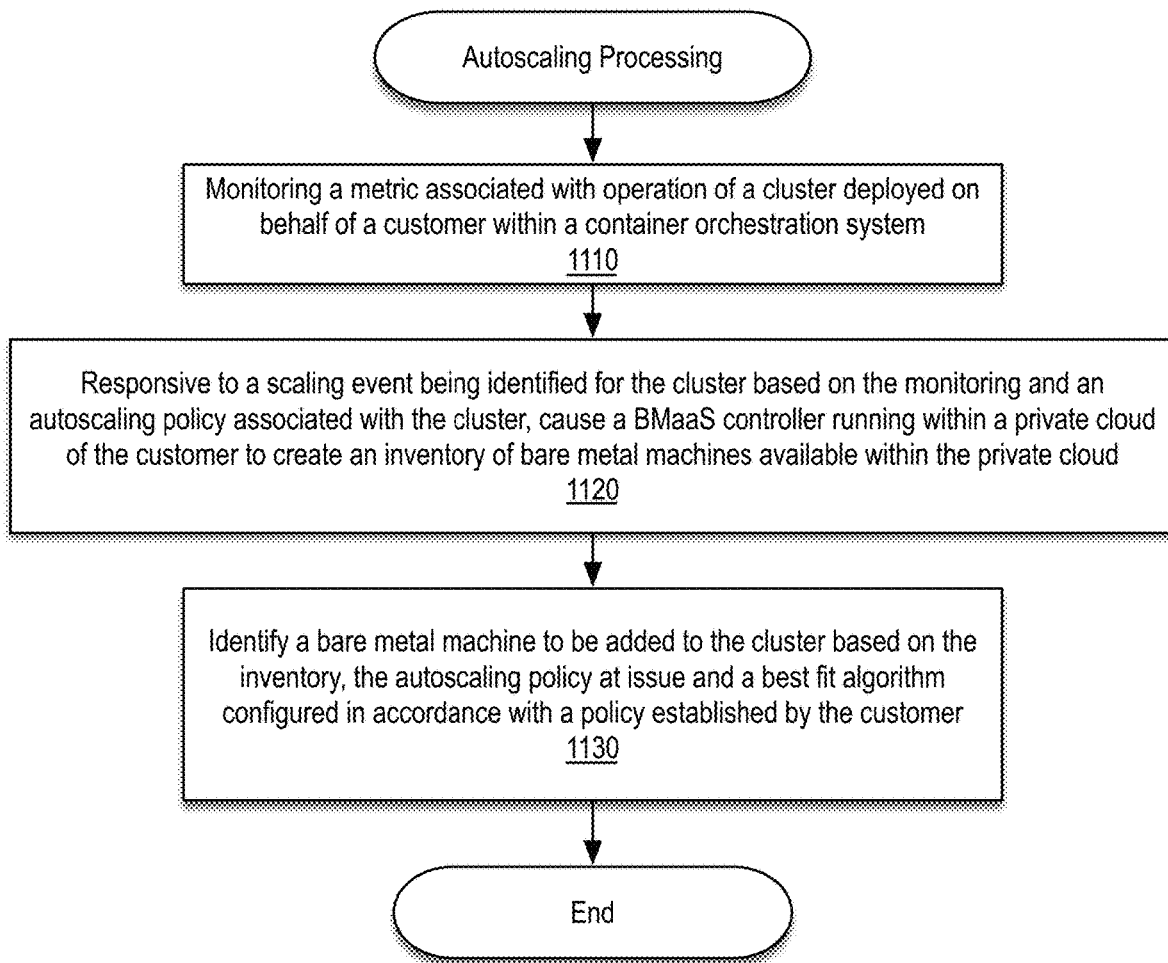 Autoscaling Processing
Monitoring a metric associated with operation of a cluster deployed on
behalf of a customer within a container orchestration system
1110
Responsive to a scaling event being identified for the cluster based on the monitoring and an
autoscaling policy associated with the cluster, cause a BMaaS controller running within a private cloud
of the customer to create an inventory of bare metal machines available within the private cloud
1120
Identify a bare metal machine to be added to the cluster based on the
inventory, the autoscaling policy at issue and a best fit algorithm
configured in accordance with a policy established by the customer
1130
End